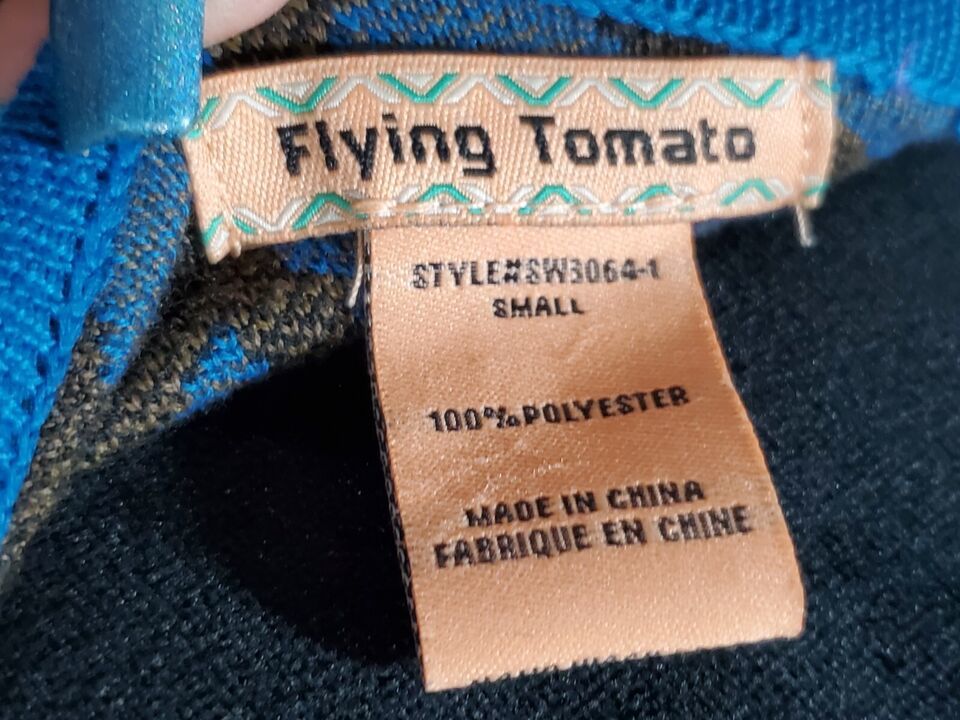 Flying Tomato
STYLE#SW3064-1
SMALL
100%POLYESTER
MADE IN CHINA
FABRIQUE EN CHINE